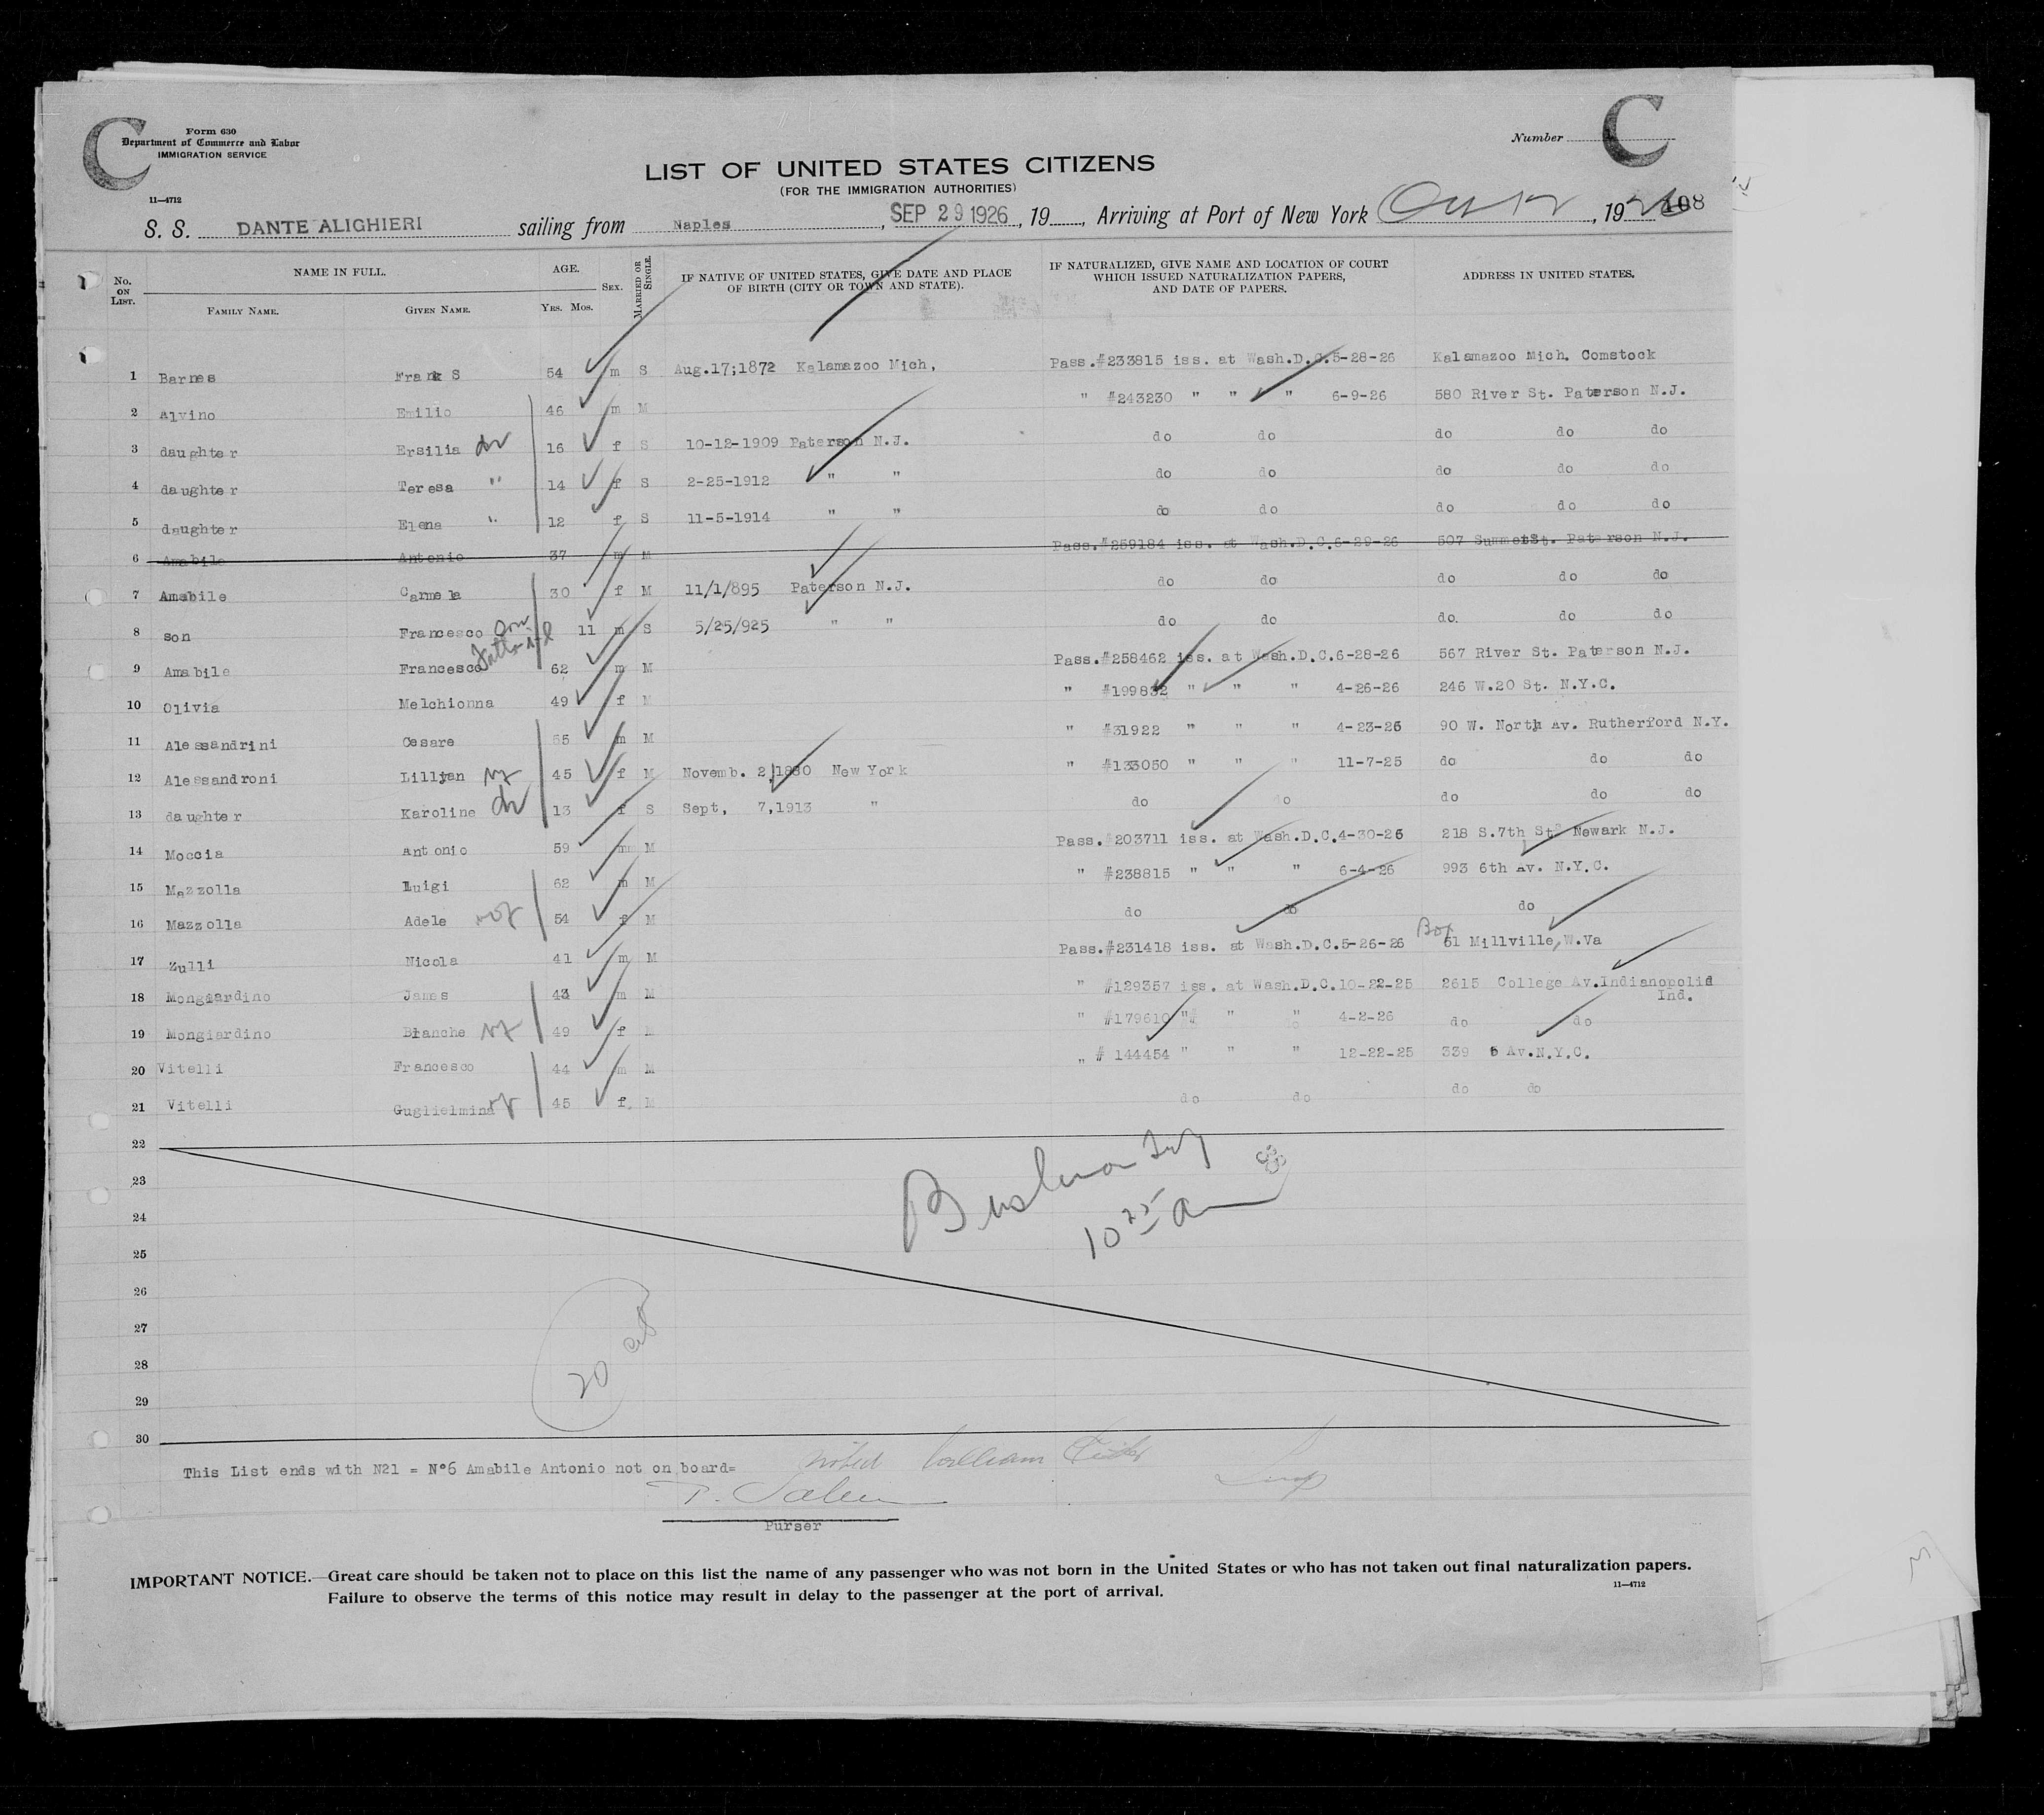 C
Form 630
Department of Commerce and Labor
IMMIGRATION SERVICE
11—4712
Number
C
LIST OF UNITED STATES CITIZENS
(FOR THE IMMIGRATION AUTHORITIES)
108
S. S. DANTE ALIGHIERI sailing from Naples, SEP 29 1926, 19, Arriving at Port of New York Oct 12, 1926
No. ON LIST. NAME IN FULL. AGE. SEX. MARRIED OR SINGLE. IF NATIVE OF UNITED STATES, GIVE DATE AND PLACE OF BIRTH (CITY OR TOWN AND STATE). IF NATURALIZED, GIVE NAME AND LOCATION OF COURT WHICH ISSUED NATURALIZATION PAPERS, AND DATE OF PAPERS. ADDRESS IN UNITED STATES.
FAMILY NAME. GIVEN NAME. YRS. MOS.
1 Barnes Frank S 54 m S Aug.17;1872 Kalamazoo Mich, Pass.#233815 iss. at Wash.D.C.5-28-26 Kalamazoo Mich. Comstock
2 Alvino Emilio 46 m M " #243230 " " " 6-9-26 580 River St. Paterson N.J.
3 daughter Ersilia dr 16 f S 10-12-1909 Paterson N.J. do do do do do
4 daughter Teresa " 14 f S 2-25-1912 " " do do do do do
5 daughter Elena " 12 f S 11-5-1914 " " do do do do do
6 Amabile Antonio 37 m M Pass.#259184 iss. at Wash.D.C.6-29-26 507 SummetSt. Paterson N.J.
7 Amabile Carmela 30 f M 11/1/895 Paterson N.J. do do do do do
8 son Francesco son 11 m S 5/25/925 " " do do do. do do
9 Amabile Francesco Father-i-l 62 m M Pass.#258462 iss. at Wash.D.C.6-28-26 567 River St. Paterson N.J.
10 Olivia Melchionna 49 f M " #199832 " " " 4-26-26 246 W.20 St. N.Y.C.
11 Alessandrini Cesare 55 m M " #31922 " " " 4-23-26 90 W. North Av. Rutherford N.Y.
12 Alessandroni Lillian wf 45 f M Novemb. 2,1880 New York " #133050 " " " 11-7-25 do do do
13 daughter Karoline dr 13 f S Sept, 7,1913 " do do do do do
14 Moccia Antonio 59 m M Pass.#203711 iss. at Wash.D.C.4-30-26 218 S.7th St Newark N.J.
15 Mazzolla Luigi 62 m M " #238815 " " " 6-4-26 993 6th Av. N.Y.C.
16 Mazzolla Adele wf 54 f M do do do
17 Zulli Nicola 41 m M Pass.#231418 iss. at Wash.D.C.5-26-26 Box 61 Millville, W.Va
18 Mongiardino James 43 m M " #129357 iss. at Wash.D.C.10-22-25 2615 College Av.Indianopolis Ind.
19 Mongiardino Blanche wf 49 f M " #179610 " " " 4-2-26 do do
20 Vitelli Francesco 44 m M " # 144454 " " " 12-22-25 339 6 Av.N.Y.C.
21 Vitelli Guglielmina wf 45 f. M do do do do
22
23
24
25
26
27
28
29
30
10 25 a
20
This List ends with N21 = Nº6 Amabile Antonio not on board=
noted William
Purser
IMPORTANT NOTICE.—Great care should be taken not to place on this list the name of any passenger who was not born in the United States or who has not taken out final naturalization papers.
Failure to observe the terms of this notice may result in delay to the passenger at the port of arrival.
11—4712